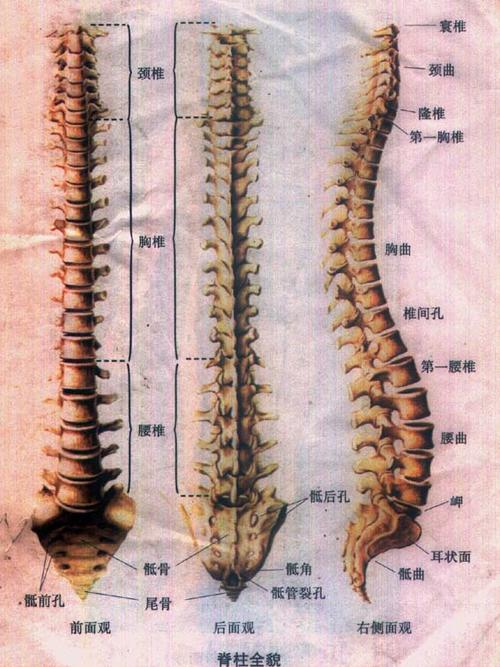 寰椎
颈曲
颈椎
隆椎
第一胸椎
胸椎
胸曲
椎间孔
第一腰椎
腰椎
腰曲
骶后孔
岬
耳状面
骶骨
骶角
骶曲
骶管裂孔
骶前孔
尾骨
前面观
后面观
右侧面观
脊柱全貌